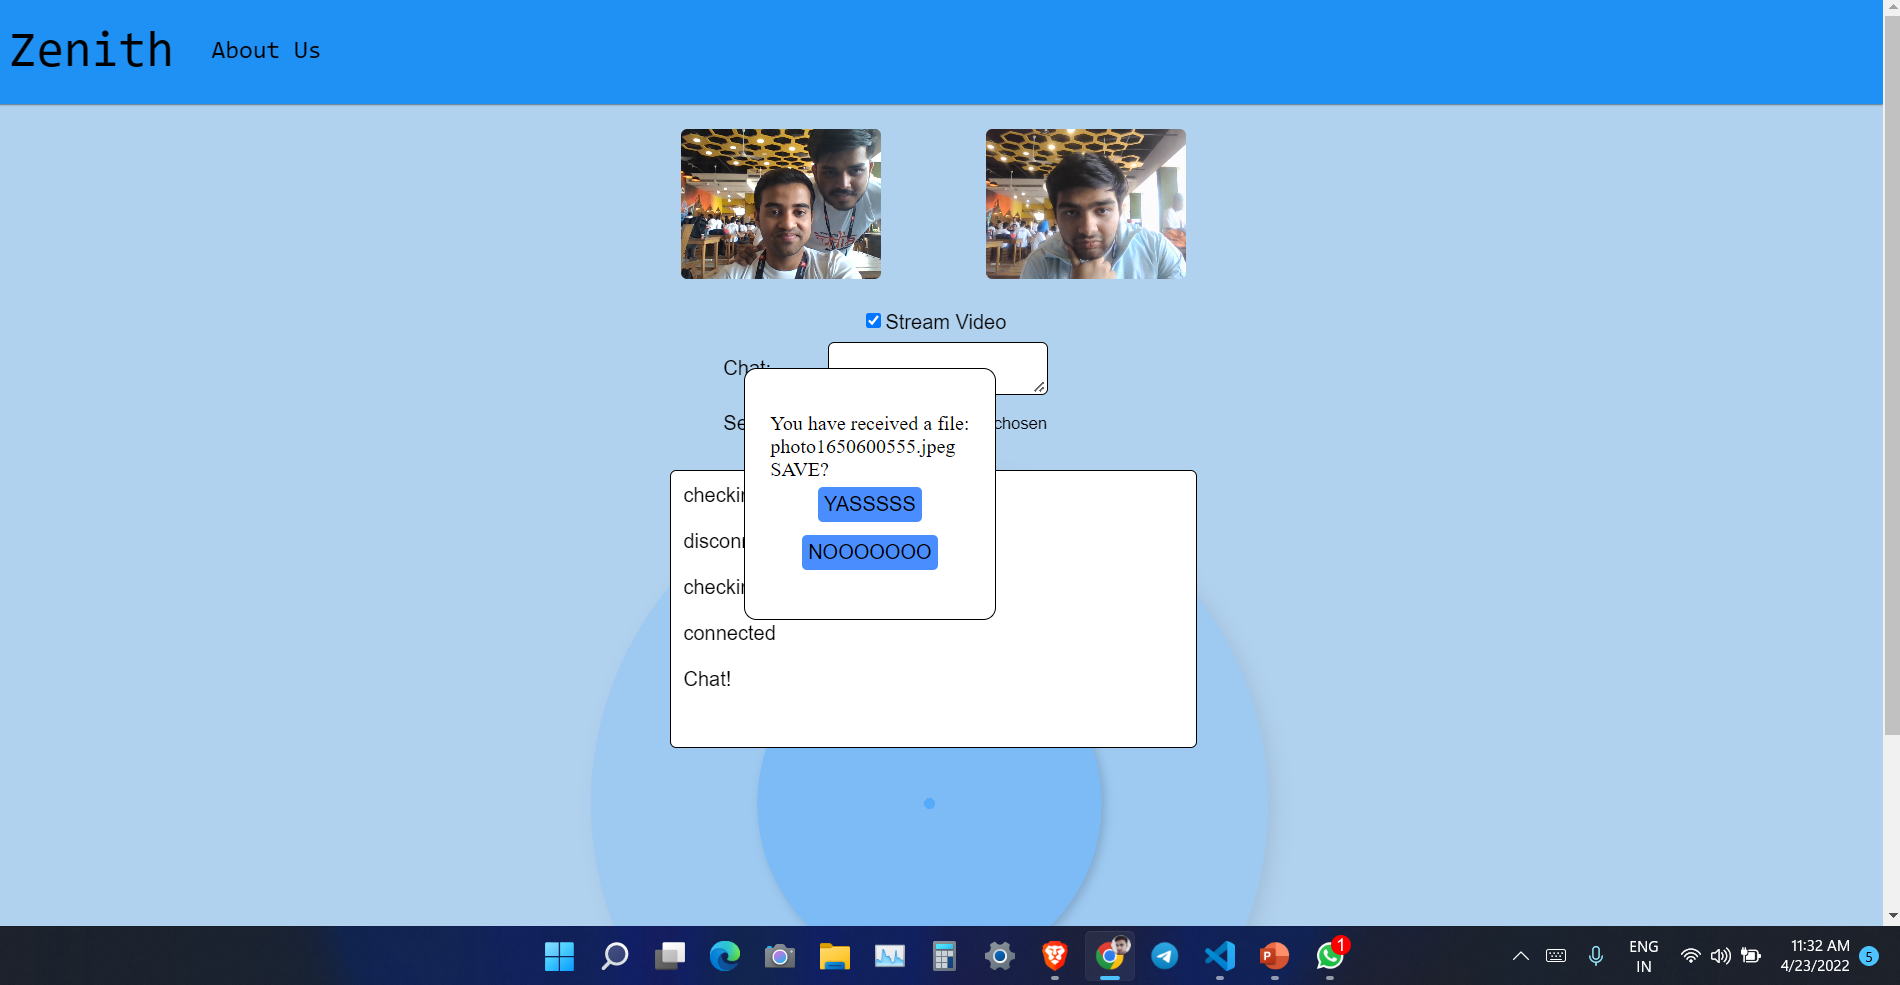 Zenith
About Us
Stream Video
Chat:
chosen
You have received a file:
photo1650600555.jpeg
SAVE?
YASSSSS
NOOOOOOO
connected
Chat!
1
ENG
IN
11:32 AM
4/23/2022
5